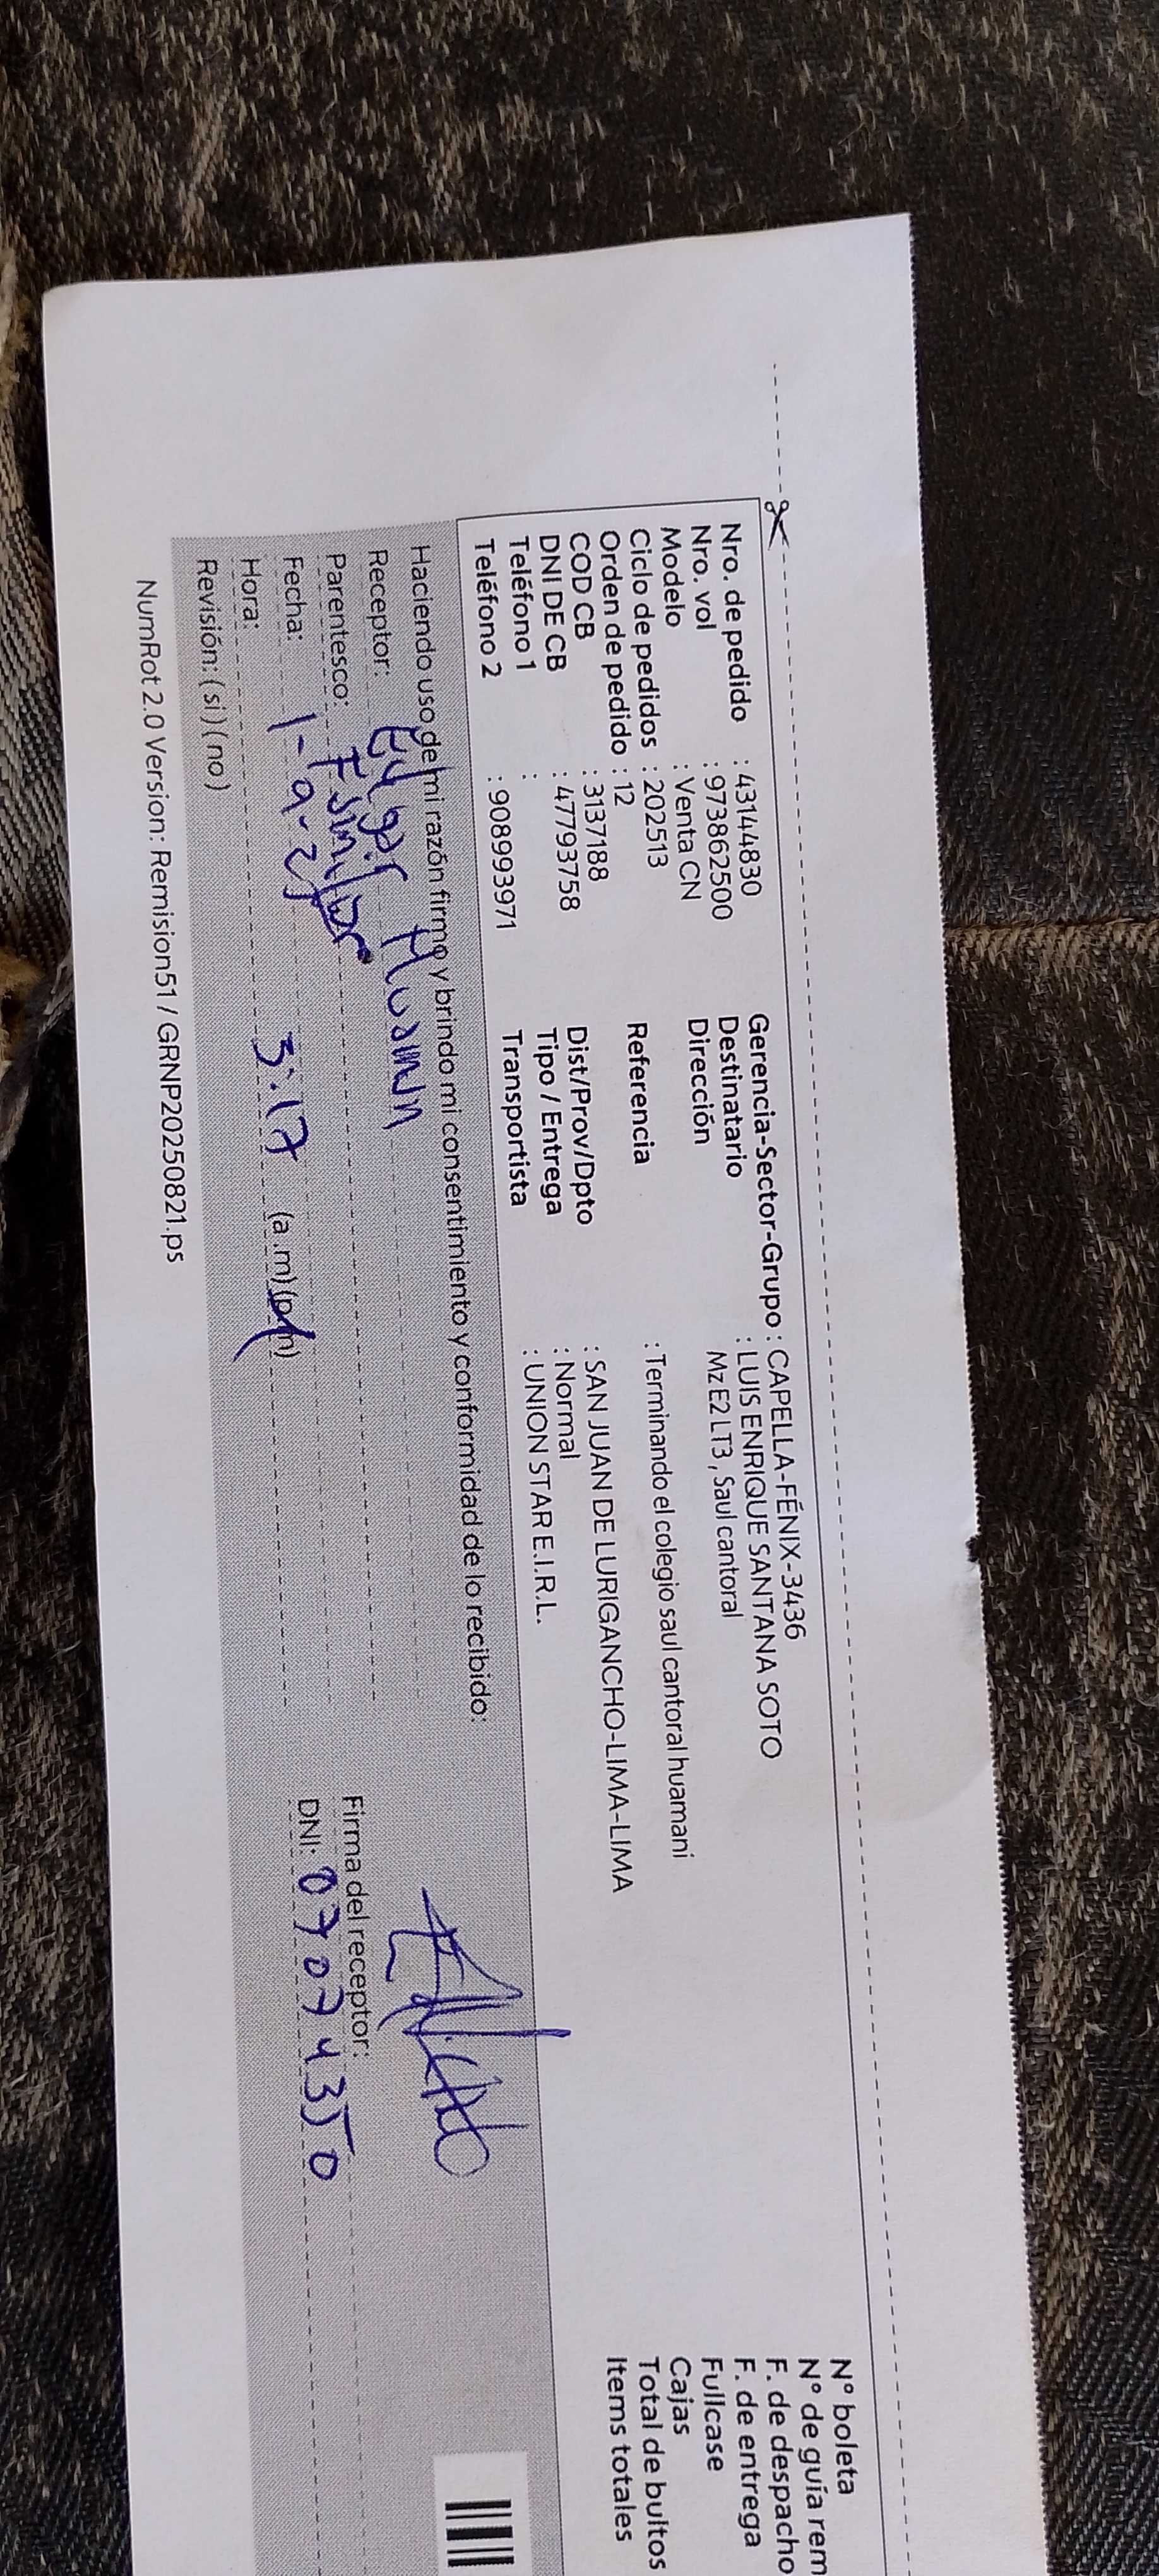 Nro. de pedido : 43144830
Nro. vol : 973862500
Modelo : Venta CN
Ciclo de pedidos : 202513
Orden de pedido : 12
COD CB : 3137188
DNI DE CB : 47793758
Teléfono 1 :
Teléfono 2 : 908993971
Gerencia-Sector-Grupo : CAPELLA-FÉNIX-3436
Destinatario : LUIS ENRIQUE SANTANA SOTO
Dirección Mz E2 LT3 , Saul cantoral
Referencia : Terminando el colegio saul cantoral huamani
Dist/Prov/Dpto : SAN JUAN DE LURIGANCHO-LIMA-LIMA
Tipo / Entrega : Normal
Transportista : UNION STAR E.I.R.L.
N° boleta
N° de guía rem
F. de despacho
F. de entrega
Fullcase
Cajas
Total de bultos
Items totales
Haciendo uso de mi razón firmo y brindo mi consentimiento y conformidad de lo recibido:
Receptor: Edgar
Parentesco: Familiar
Fecha: 1-9-25
Hora: 3:17 (a.m) (p.m)
Revisión: ( si ) ( no )
Firma del receptor:
DNI: 07074350
NumRot 2.0 Version: Remision51 / GRNP20250821.ps